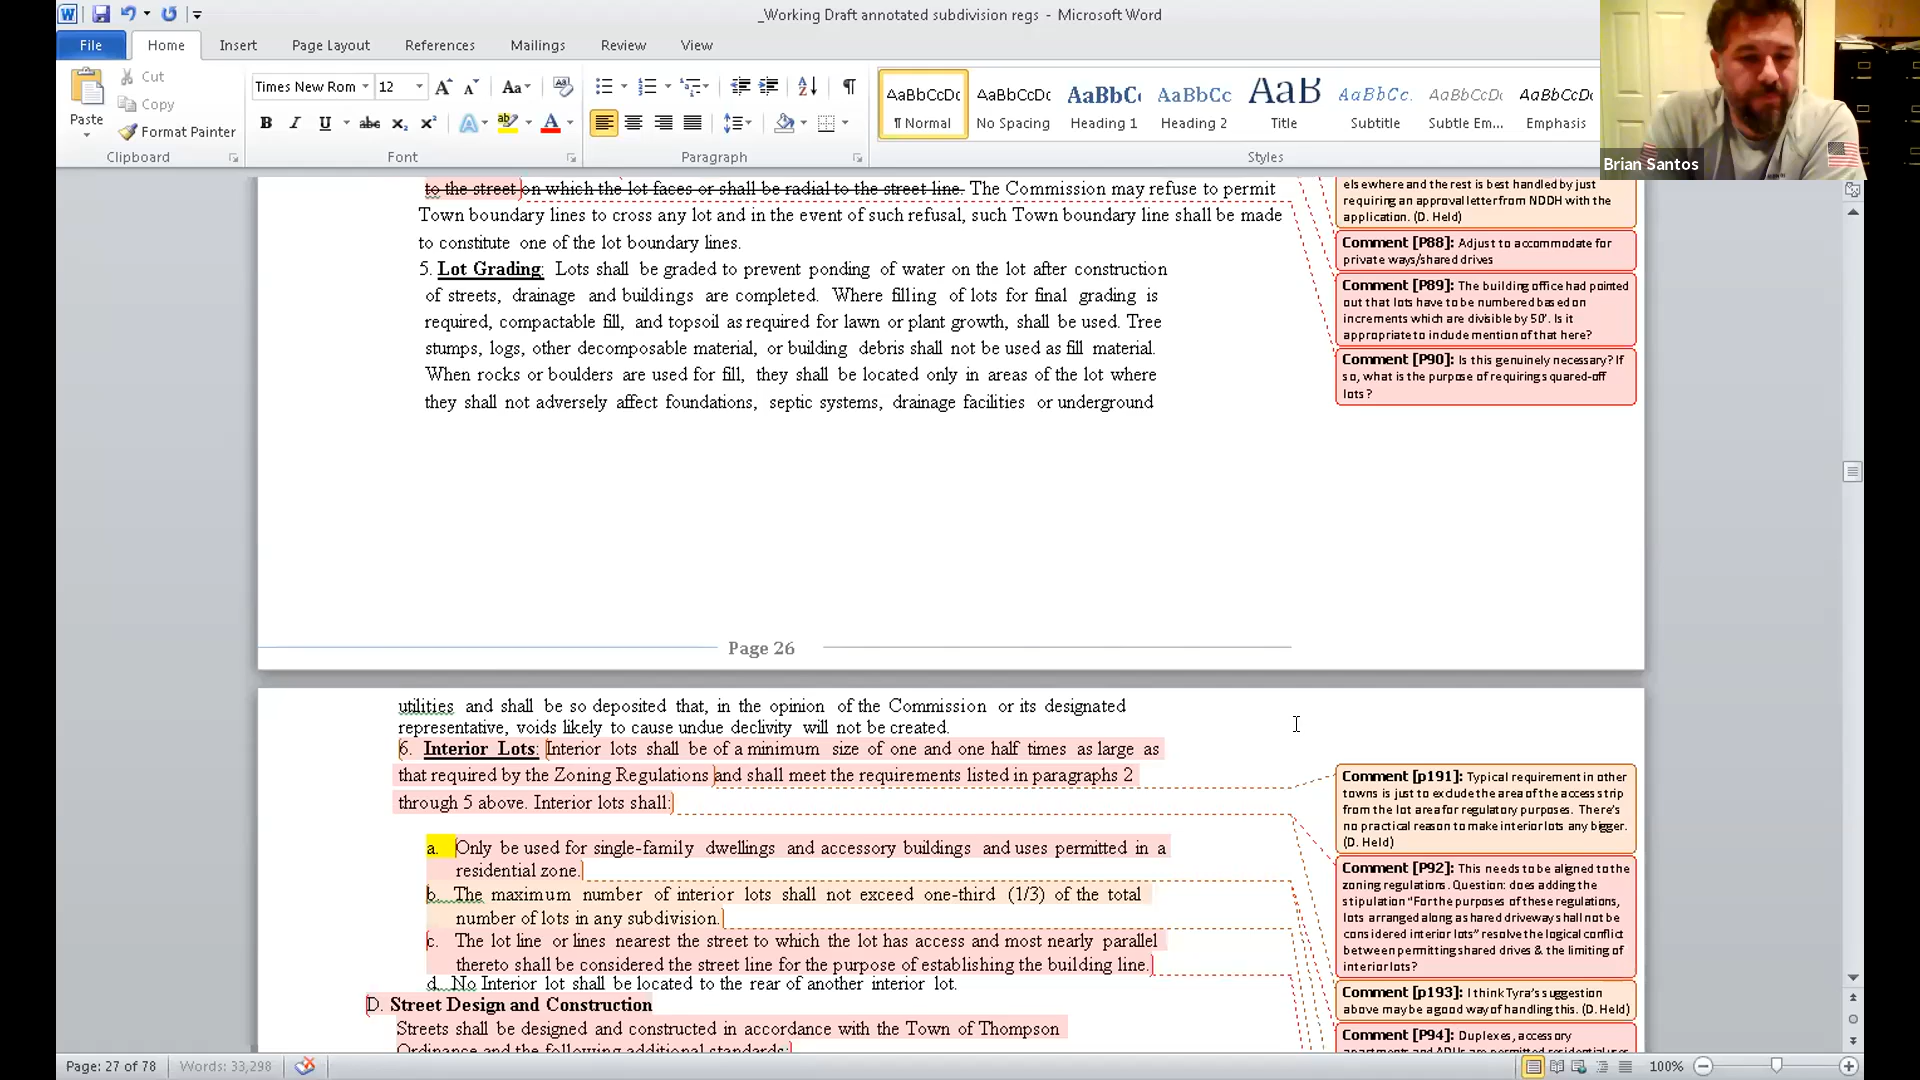 _Working Draft annotated subdivision regs - Microsoft Word
File Home Insert Page Layout References Mailings Review View
Cut
Copy
Paste
Format Painter
Clipboard
Times New Rom 12
Font
Paragraph
AaBbCcDc AaBbCcDc AaBbC AaBbCc AaB AaBbCc. AaBbCcDc AaBbCcDc
¶ Normal No Spacing Heading 1 Heading 2 Title Subtitle Subtle Em... Emphasis
Styles
Brian Santos
to the street on which the lot faces or shall be radial to the street line. The Commission may refuse to permit
Town boundary lines to cross any lot and in the event of such refusal, such Town boundary line shall be made
to constitute one of the lot boundary lines.
5. Lot Grading: Lots shall be graded to prevent ponding of water on the lot after construction
of streets, drainage and buildings are completed. Where filling of lots for final grading is
required, compactable fill, and topsoil as required for lawn or plant growth, shall be used. Tree
stumps, logs, other decomposable material, or building debris shall not be used as fill material.
When rocks or boulders are used for fill, they shall be located only in areas of the lot where
they shall not adversely affect foundations, septic systems, drainage facilities or underground
Page 26
utilities and shall be so deposited that, in the opinion of the Commission or its designated
representative, voids likely to cause undue declivity will not be created.
6. Interior Lots: Interior lots shall be of a minimum size of one and one half times as large as
that required by the Zoning Regulations and shall meet the requirements listed in paragraphs 2
through 5 above. Interior lots shall:
a. Only be used for single-family dwellings and accessory buildings and uses permitted in a
residential zone.
b. The maximum number of interior lots shall not exceed one-third (1/3) of the total
number of lots in any subdivision.
c. The lot line or lines nearest the street to which the lot has access and most nearly parallel
thereto shall be considered the street line for the purpose of establishing the building line.
d. No Interior lot shall be located to the rear of another interior lot.
D. Street Design and Construction
Streets shall be designed and constructed in accordance with the Town of Thompson
Ordinance and the following additional standards:
elsewhere and the rest is best handled by just
requiring an approval letter from NDDH with the
application. (D. Held)
Comment [P88]: Adjust to accommodate for
private ways/shared drives
Comment [P89]: The building office had pointed
out that lots have to be numbered based on
increments which are divisible by 50'. Is it
appropriate to include mention of that here?
Comment [P90]: Is this genuinely necessary? If
so, what is the purpose of requiring squared-off
lots?
Comment [p191]: Typical requirement in other
towns is just to exclude the area of the access strip
from the lot area for regulatory purposes. There's
no practical reason to make interior lots any bigger.
(D. Held)
Comment [P92]: This needs to be aligned to the
zoning regulations. Question: does adding the
stipulation "For the purposes of these regulations,
lots arranged along a shared driveway shall not be
considered interior lots" resolve the logical conflict
between permitting shared drives & the limiting of
interior lots?
Comment [p193]: I think Tyra's suggestion
above may be a good way of handling this. (D. Held)
Comment [P94]: Duplexes, accessory
apartments and ADUs are permitted residential uses
Page: 27 of 78 Words: 33,298 100%